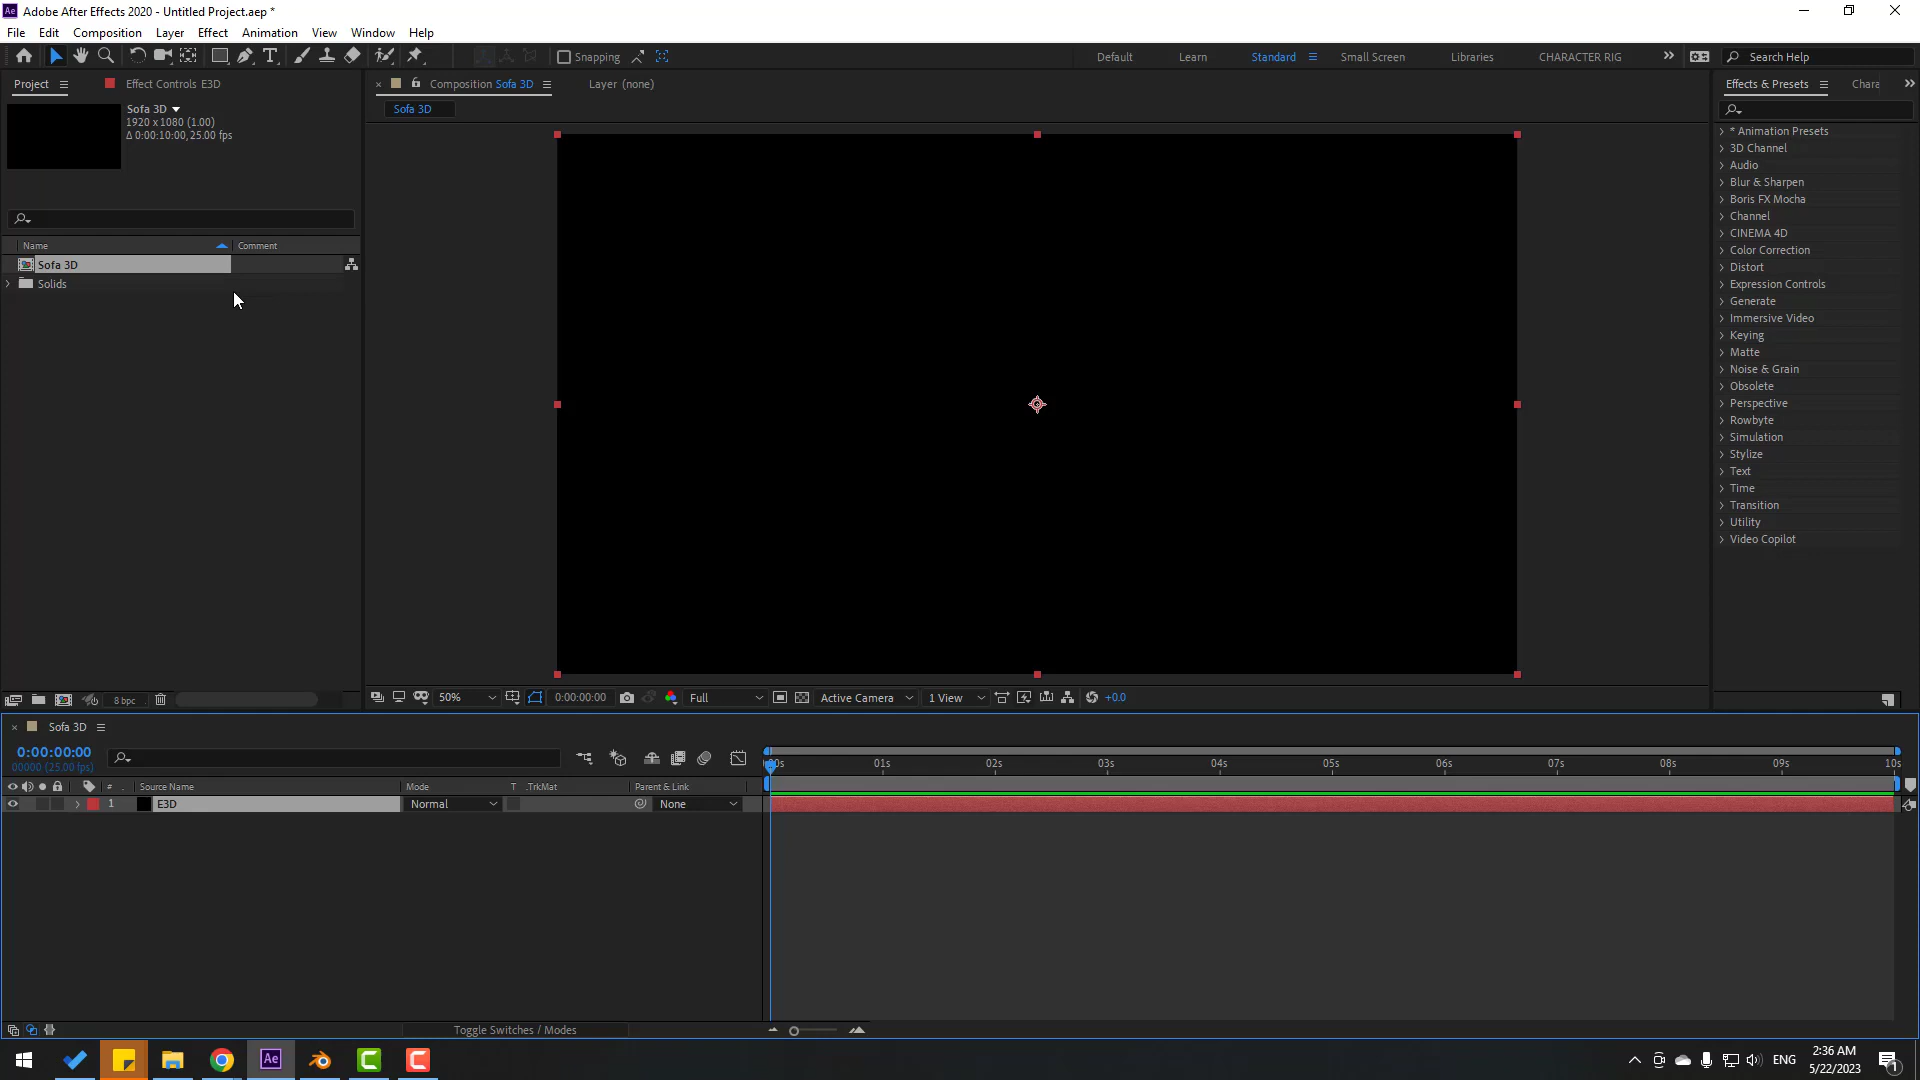 Adobe After Effects 2020 - Untitled Project.aep *
File Edit Composition Layer Effect Animation View Window Help
Snapping
Default Learn Standard Small Screen Libraries CHARACTER RIG
Search Help
Project
Effect Controls E3D
Composition Sofa 3D
Layer (none)
Effects & Presets
Chara
Sofa 3D
1920 x 1080 (1.00)
Δ 0:00:10:00, 25.00 fps
Sofa 3D
Name Comment
Sofa 3D
Solids
* Animation Presets
3D Channel
Audio
Blur & Sharpen
Boris FX Mocha
Channel
CINEMA 4D
Color Correction
Distort
Expression Controls
Generate
Immersive Video
Keying
Matte
Noise & Grain
Obsolete
Perspective
Rowbyte
Simulation
Stylize
Text
Time
Transition
Utility
Video Copilot
8 bpc
50% 0:00:00:00 Full Active Camera 1 View +0.0
Sofa 3D
0:00:00:00
00000 (25.00 fps)
:00s 01s 02s 03s 04s 05s 06s 07s 08s 09s 10s
# . Source Name Mode T .TrkMat Parent & Link
1 E3D Normal None
Toggle Switches / Modes
Ae
ENG
2:36 AM
5/22/2023
1